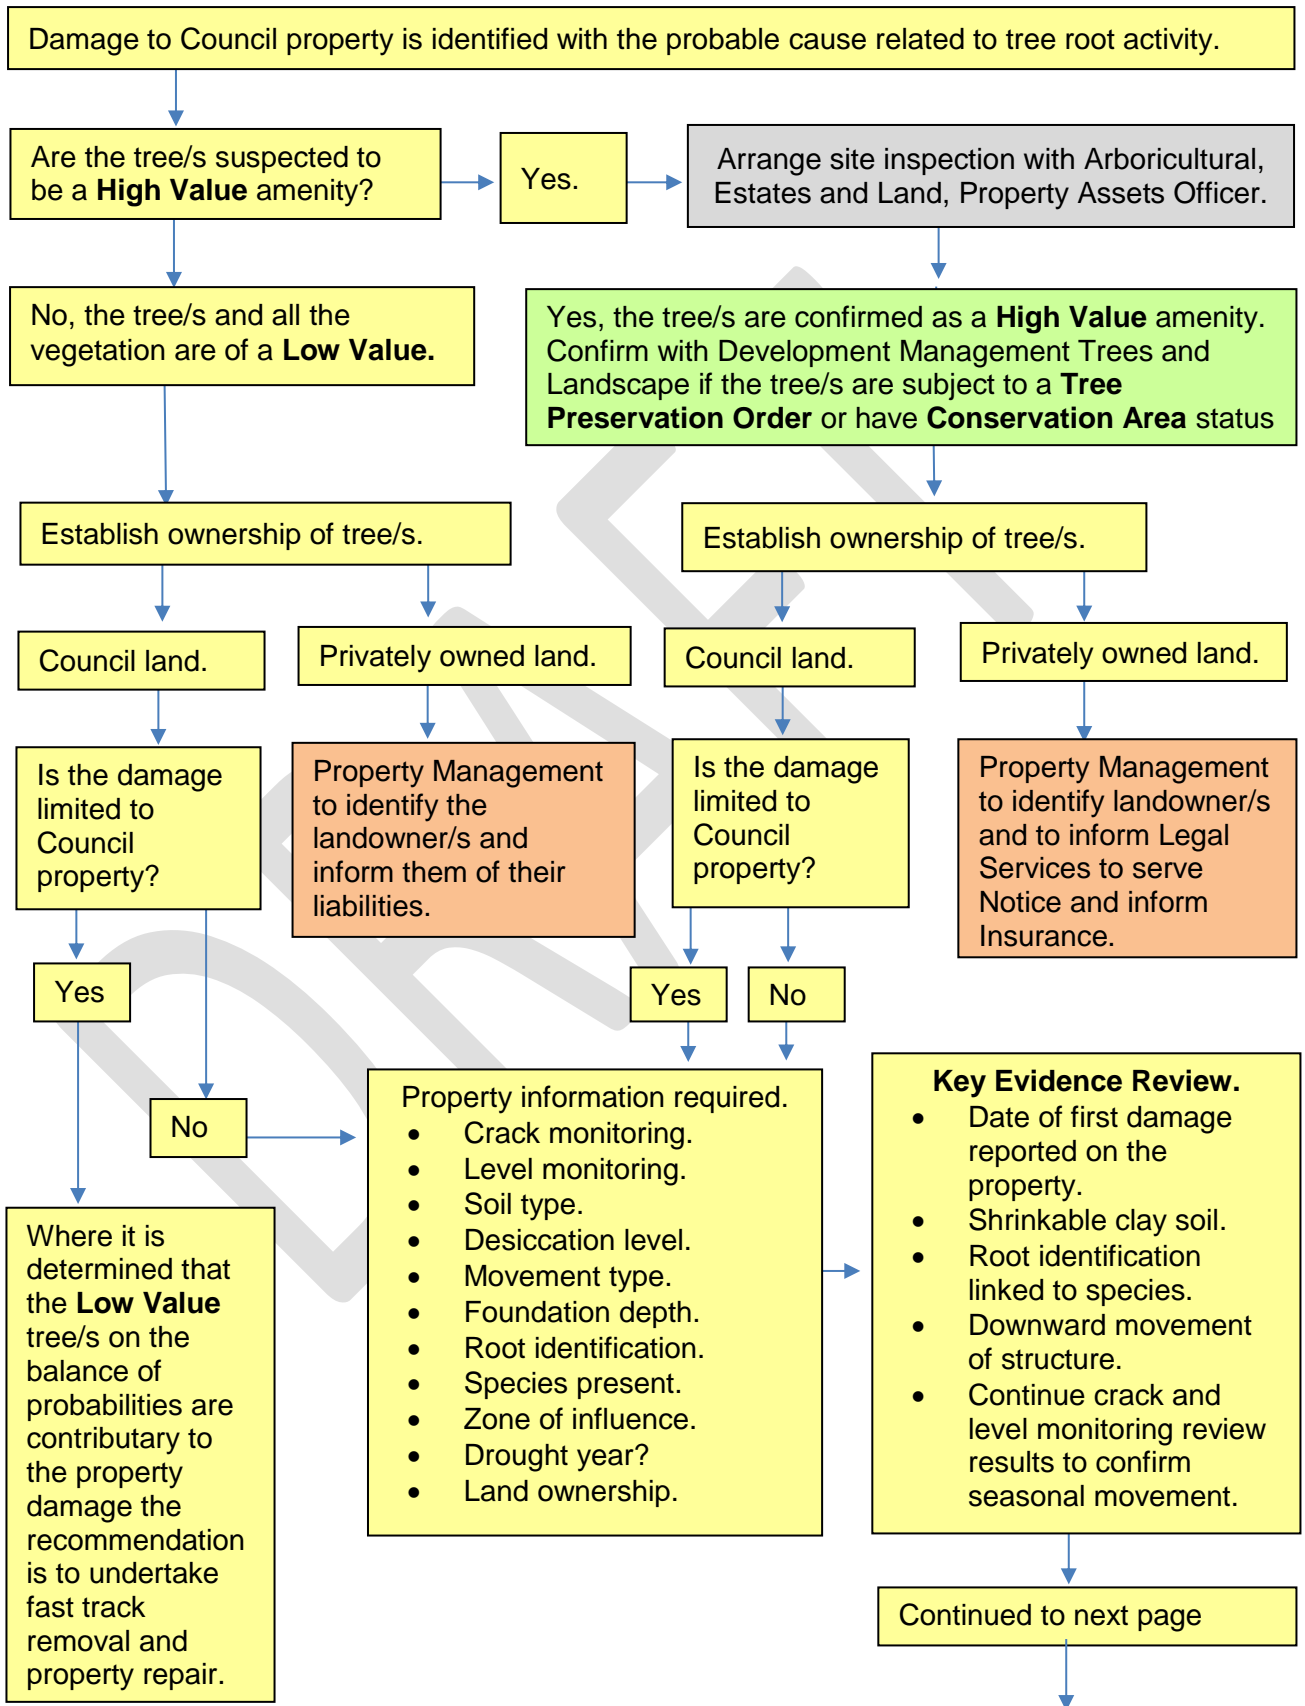 Damage to Council property is identified with the probable cause related to tree root activity.
Are the tree/s suspected to
be a High Value amenity?
Yes.
Arrange site inspection with Arboricultural,
Estates and Land, Property Assets Officer.
No, the tree/s and all the
vegetation are of a Low Value.
Yes, the tree/s are confirmed as a High Value amenity.
Confirm with Development Management Trees and
Landscape if the tree/s are subject to a Tree
Preservation Order or have Conservation Area status
Establish ownership of tree/s.
Establish ownership of tree/s.
Council land.
Privately owned land.
Council land.
Privately owned land.
Is the damage
limited to
Council
property?
Property Management
to identify the
landowner/s and
inform them of their
liabilities.
Is the damage
limited to
Council
property?
Property Management
to identify landowner/s
and to inform Legal
Services to serve
Notice and inform
Insurance.
Yes
No
Yes
No
Where it is
determined that
the Low Value
tree/s on the
balance of
probabilities are
contributary to
the property
damage the
recommendation
is to undertake
fast track
removal and
property repair.
Property information required.
• Crack monitoring.
• Level monitoring.
• Soil type.
• Desiccation level.
• Movement type.
• Foundation depth.
• Root identification.
• Species present.
• Zone of influence.
• Drought year?
• Land ownership.
Key Evidence Review.
• Date of first damage
reported on the
property.
• Shrinkable clay soil.
• Root identification
linked to species.
• Downward movement
of structure.
• Continue crack and
level monitoring review
results to confirm
seasonal movement.
Continued to next page
DRAFT